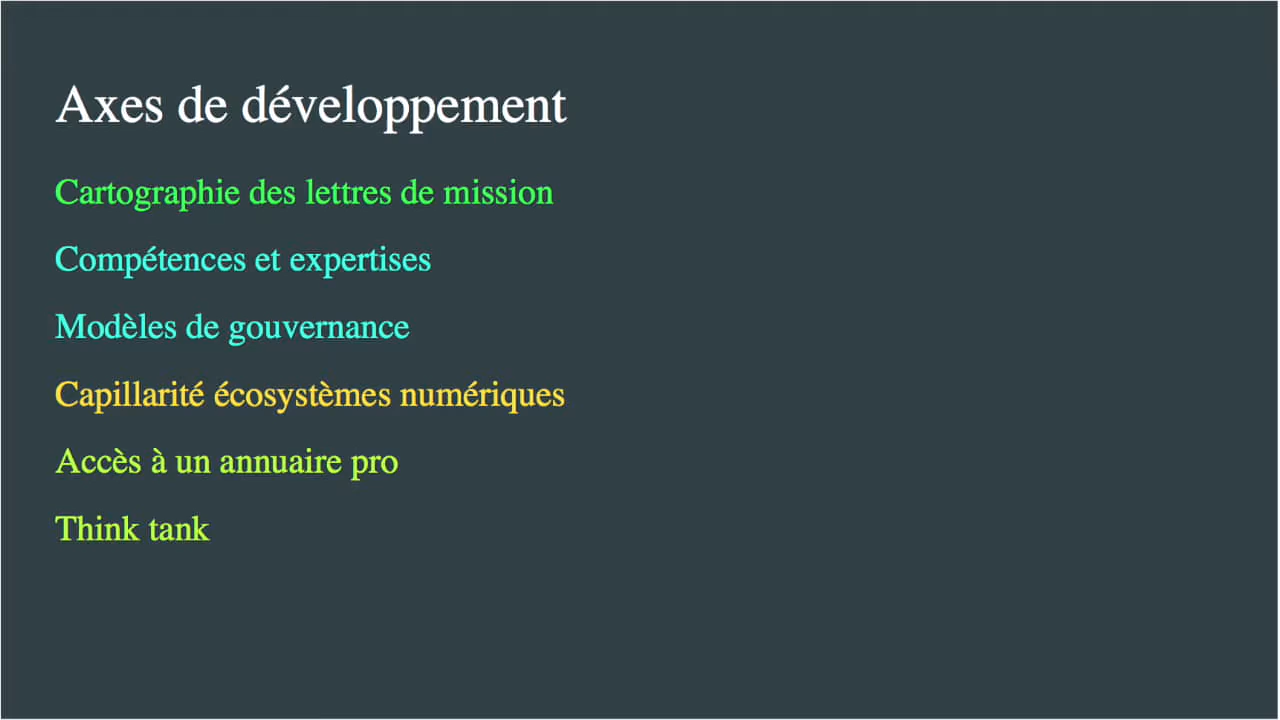 Axes de développement
Cartographie des lettres de mission
Compétences et expertises
Modèles de gouvernance
Capillarité écosystèmes numériques
Accès à un annuaire pro
Think tank